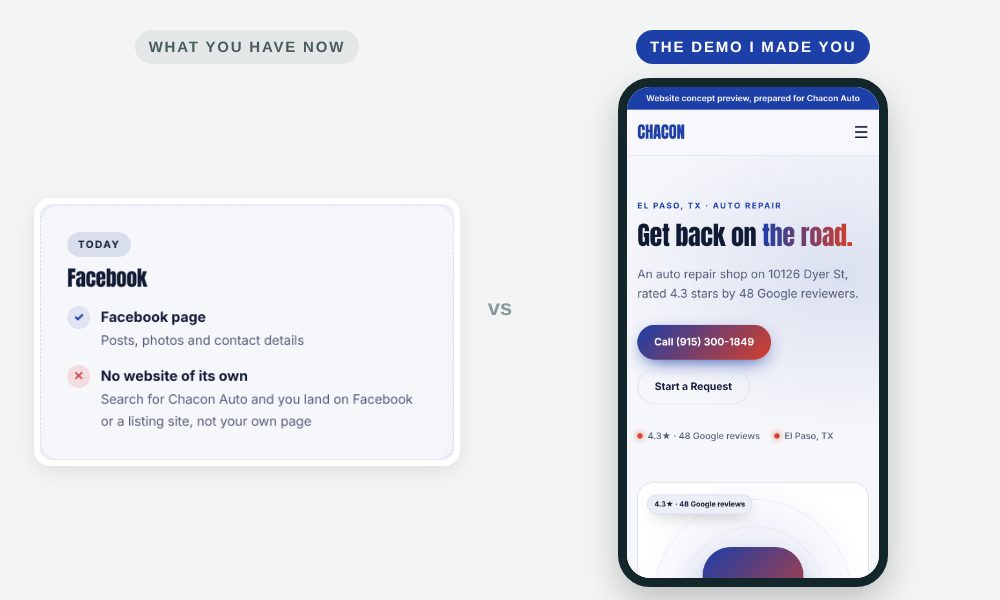 WHAT YOU HAVE NOW
TODAY
Facebook
Facebook page
Posts, photos and contact details
No website of its own
Search for Chacon Auto and you land on Facebook
or a listing site, not your own page
vs
THE DEMO I MADE YOU
Website concept preview, prepared for Chacon Auto
CHACON
EL PASO, TX · AUTO REPAIR
Get back on the road.
An auto repair shop on 10126 Dyer St,
rated 4.3 stars by 48 Google reviewers.
Call (915) 300-1849
Start a Request
4.3★ · 48 Google reviews
El Paso, TX
4.3★ · 48 Google reviews